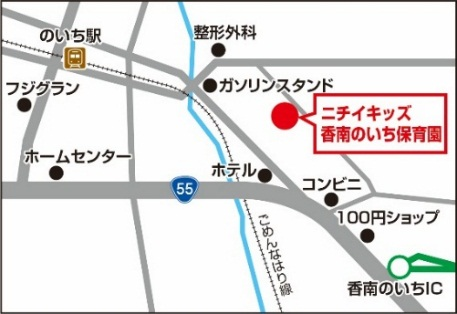 のいち駅
整形外科
フジグラン
ガソリンスタンド
ニチイキッズ
香南のいち保育園
ホームセンター
55
ホテル
コンビニ
100円ショップ
ごめんなはり線
香南のいちIC